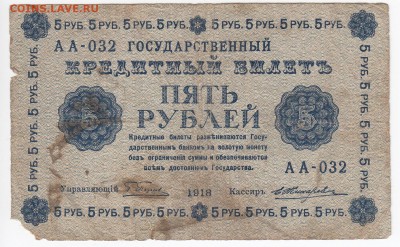 COINS.LAVE.RU
5 РУБ. 5 РУБ. 5 РУБ. 5 РУБ. 5 РУБ. 5 РУБ. 5 РУБ. 5 РУБ.
АА-032 ГОСУДАРСТВЕННЫЙ
КРЕДИТНЫЙ БИЛЕТЪ
ПЯТЬ
РУБЛЕЙ
5 5
Кредитные билеты размѣниваются Госу-
дарственнымъ банкомъ на золотую монету
безъ ограниченія суммы и обезпечиваются
всѣмъ достояніемъ Государства.
АА-032
Управляющій 1918 Кассиръ
5 РУБ. 5 РУБ. 5 РУБ. 5 РУБ. 5 РУБ. 5 РУБ. 5 РУБ.